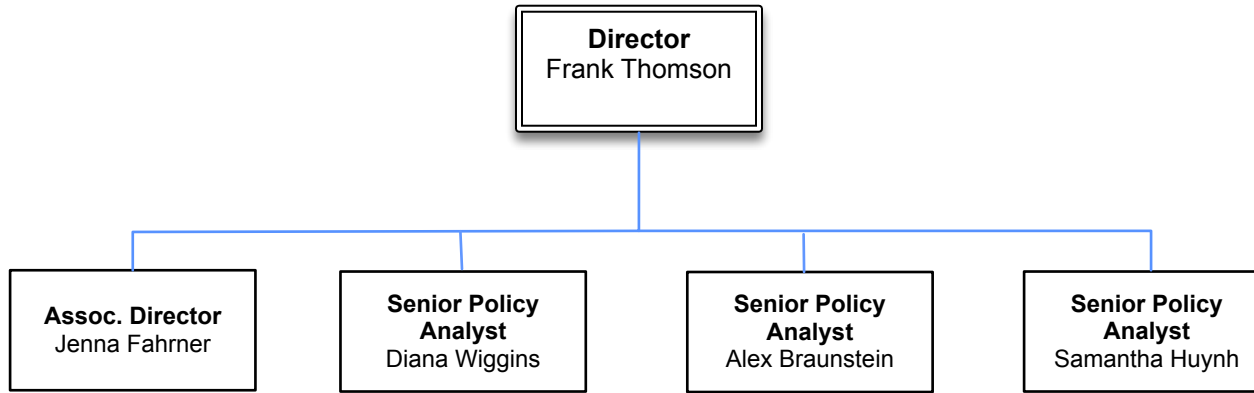 Director
Frank Thomson
Assoc. Director
Jenna Fahrner
Senior Policy
Analyst
Diana Wiggins
Senior Policy
Analyst
Alex Braunstein
Senior Policy
Analyst
Samantha Huynh